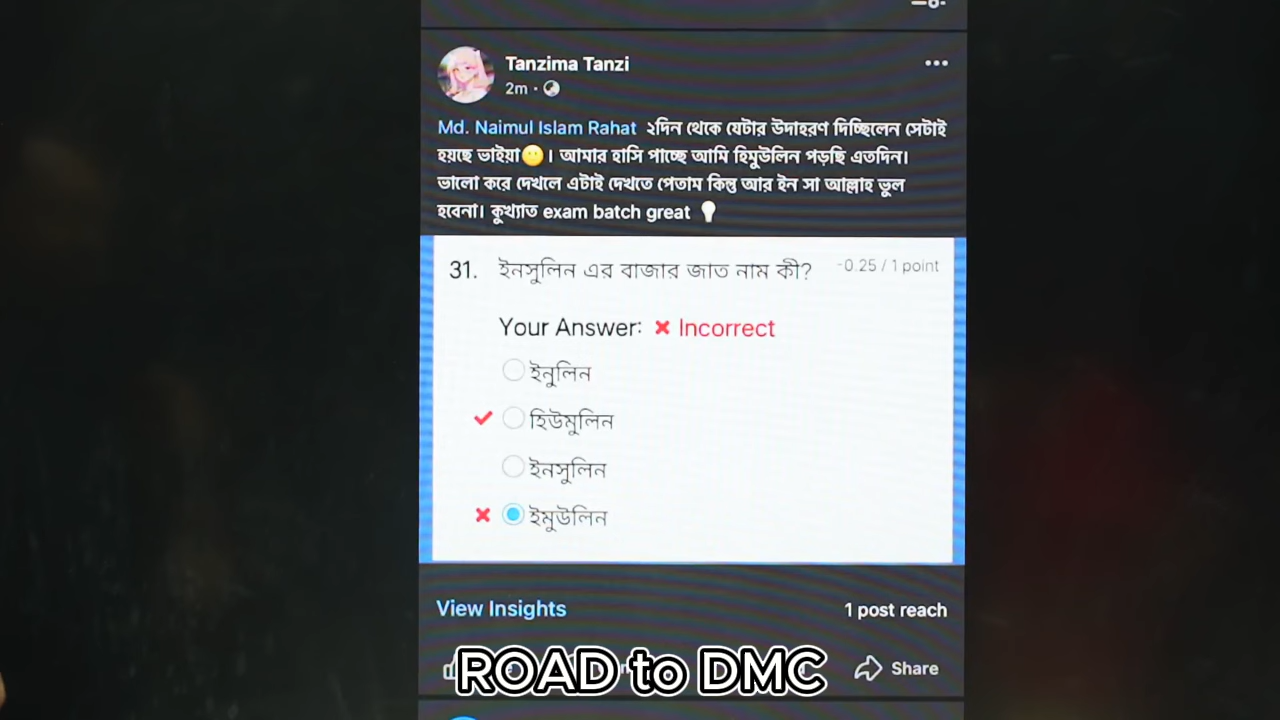 Tanzima Tanzi
2m
Md. Naimul Islam Rahat ২দিন থেকে যেটার উদাহরণ দিচ্ছিলেন সেটাই
হয়ছে ভাইয়া😶। আমার হাসি পাচ্ছে আমি হিমুউলিন পড়ছি এতদিন।
ভালো করে দেখলে এটাই দেখতে পেতাম কিন্তু আর ইন সা আল্লাহ ভুল
হবেনা। কুখ্যাত exam batch great 💡
31. ইনসুলিন এর বাজার জাত নাম কী? -0.25 / 1 point
Your Answer: ✖ Incorrect
ইনুলিন
✔ হিউমুলিন
ইনসুলিন
✖ ইমুউলিন
View Insights 1 post reach
Share
ROAD to DMC